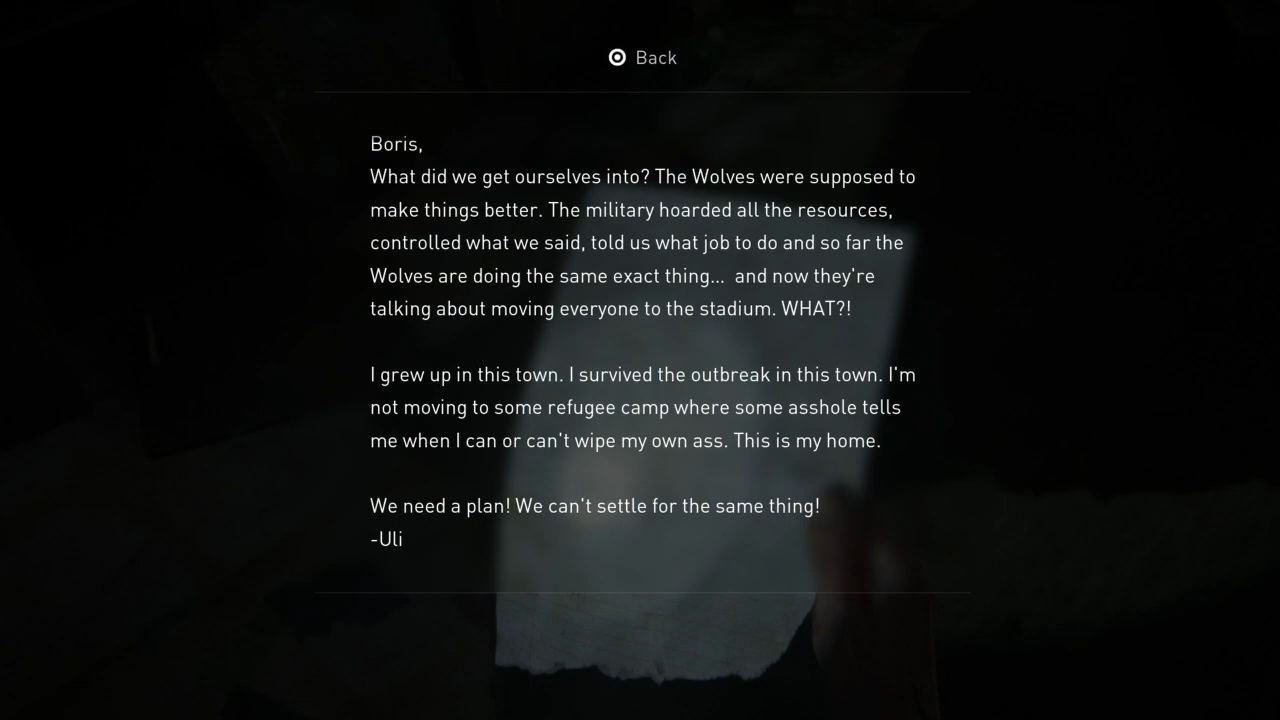 Back
Boris,
What did we get ourselves into? The Wolves were supposed to
make things better. The military hoarded all the resources,
controlled what we said, told us what job to do and so far the
Wolves are doing the same exact thing...  and now they're
talking about moving everyone to the stadium. WHAT?!
I grew up in this town. I survived the outbreak in this town. I'm
not moving to some refugee camp where some asshole tells
me when I can or can't wipe my own ass. This is my home.
We need a plan! We can't settle for the same thing!
-Uli